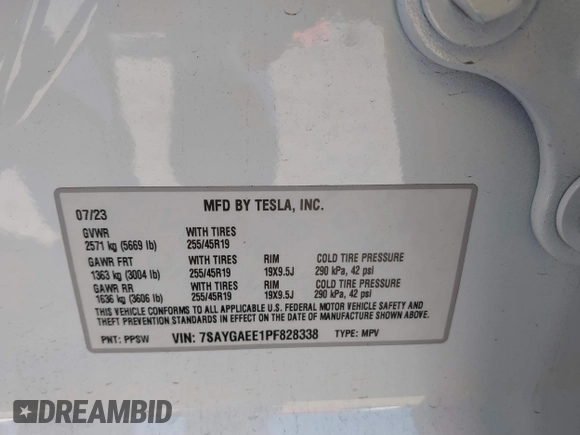 07/23 MFD BY TESLA, INC.
GVWR WITH TIRES
2571 kg (5669 lb) 255/45R19
GAWR FRT WITH TIRES RIM COLD TIRE PRESSURE
1363 kg (3004 lb) 255/45R19 19X9.5J 290 kPa, 42 psi
GAWR RR WITH TIRES RIM COLD TIRE PRESSURE
1636 kg (3606 lb) 255/45R19 19X9.5J 290 kPa, 42 psi
THIS VEHICLE CONFORMS TO ALL APPLICABLE U.S. FEDERAL MOTOR VEHICLE SAFETY AND
THEFT PREVENTION STANDARDS IN EFFECT ON THE DATE OF MANUFACTURE SHOWN ABOVE.
PNT: PPSW VIN: 7SAYGAEE1PF828338 TYPE: MPV
DREAMBID